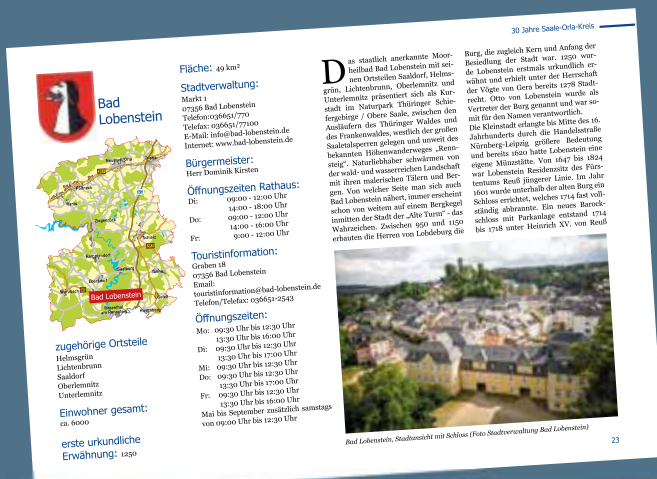 30 Jahre Saale-Orla-Kreis
Bad
Lobenstein
Bad Lobenstein
zugehörige Ortsteile
Helmsgrün
Lichtenbrunn
Saaldorf
Oberlemnitz
Unterlemnitz
Einwohner gesamt:
ca. 6000
erste urkundliche
Erwähnung: 1250
Fläche: 49 km²
Stadtverwaltung:
Markt 1
07356 Bad Lobenstein
Telefon:036651/770
Telefax: 036651/77100
E-Mail: info@bad-lobenstein.de
Internet: www.bad-lobenstein.de
Bürgermeister:
Herr Dominik Kirsten
Öffnungszeiten Rathaus:
Di: 09:00 - 12:00 Uhr
14:00 - 18:00 Uhr
Do: 09:00 - 12:00 Uhr
14:00 - 16:00 Uhr
Fr: 9:00 - 12:00 Uhr
Touristinformation:
Graben 18
07356 Bad Lobenstein
Email:
touristinformation@bad-lobenstein.de
Telefon/Telefax: 036651-2543
Öffnungszeiten:
Mo: 09:30 Uhr bis 12:30 Uhr
13:30 Uhr bis 16:00 Uhr
Di: 09:30 Uhr bis 12:30 Uhr
13:30 Uhr bis 17:00 Uhr
Mi: 09:30 Uhr bis 12:30 Uhr
Do: 09:30 Uhr bis 12:30 Uhr
13:30 Uhr bis 17:00 Uhr
Fr: 09:30 Uhr bis 12:30 Uhr
13:30 Uhr bis 16:00 Uhr
Mai bis September zusätzlich samstags
von 09:00 Uhr bis 12:30 Uhr
Das staatlich anerkannte Moor-
heilbad Bad Lobenstein mit sei-
nen Ortsteilen Saaldorf, Helms-
grün, Lichtenbrunn, Oberlemnitz und
Unterlemnitz präsentiert sich als Kur-
stadt im Naturpark Thüringer Schie-
fergebirge / Obere Saale, zwischen den
Ausläufern des Thüringer Waldes und
des Frankenwaldes, westlich der großen
Saaletalsperren gelegen und unweit des
bekannten Höhenwanderweges „Renn-
steig". Naturliebhaber schwärmen von
der wald- und wasserreichen Landschaft
mit ihren malerischen Tälern und Ber-
gen. Von welcher Seite man sich auch
Bad Lobenstein nähert, immer erscheint
schon von weitem auf einem Bergkegel
inmitten der Stadt der „Alte Turm" - das
Wahrzeichen. Zwischen 950 und 1150
erbauten die Herren von Lobdeburg die
Burg, die zugleich Kern und Anfang der
Besiedlung der Stadt war. 1250 wur-
de Lobenstein erstmals urkundlich er-
wähnt und erhielt unter der Herrschaft
der Vögte von Gera bereits 1278 Stadt-
recht. Otto von Lobenstein wurde als
Vertreter der Burg genannt und war so-
mit für den Namen verantwortlich.
Die Kleinstadt erlangte bis Mitte des 16.
Jahrhunderts durch die Handelsstraße
Nürnberg-Leipzig größere Bedeutung
und bereits 1620 hatte Lobenstein eine
eigene Münzstätte. Von 1647 bis 1824
war Lobenstein Residenzsitz des Fürs-
tentums Reuß jüngerer Linie. Im Jahr
1601 wurde unterhalb der alten Burg ein
Schloss errichtet, welches 1714 fast voll-
ständig abbrannte. Ein neues Barock-
schloss mit Parkanlage entstand 1714
bis 1718 unter Heinrich XV. von Reuß
Bad Lobenstein, Stadtansicht mit Schloss (Foto Stadtverwaltung Bad Lobenstein)
23